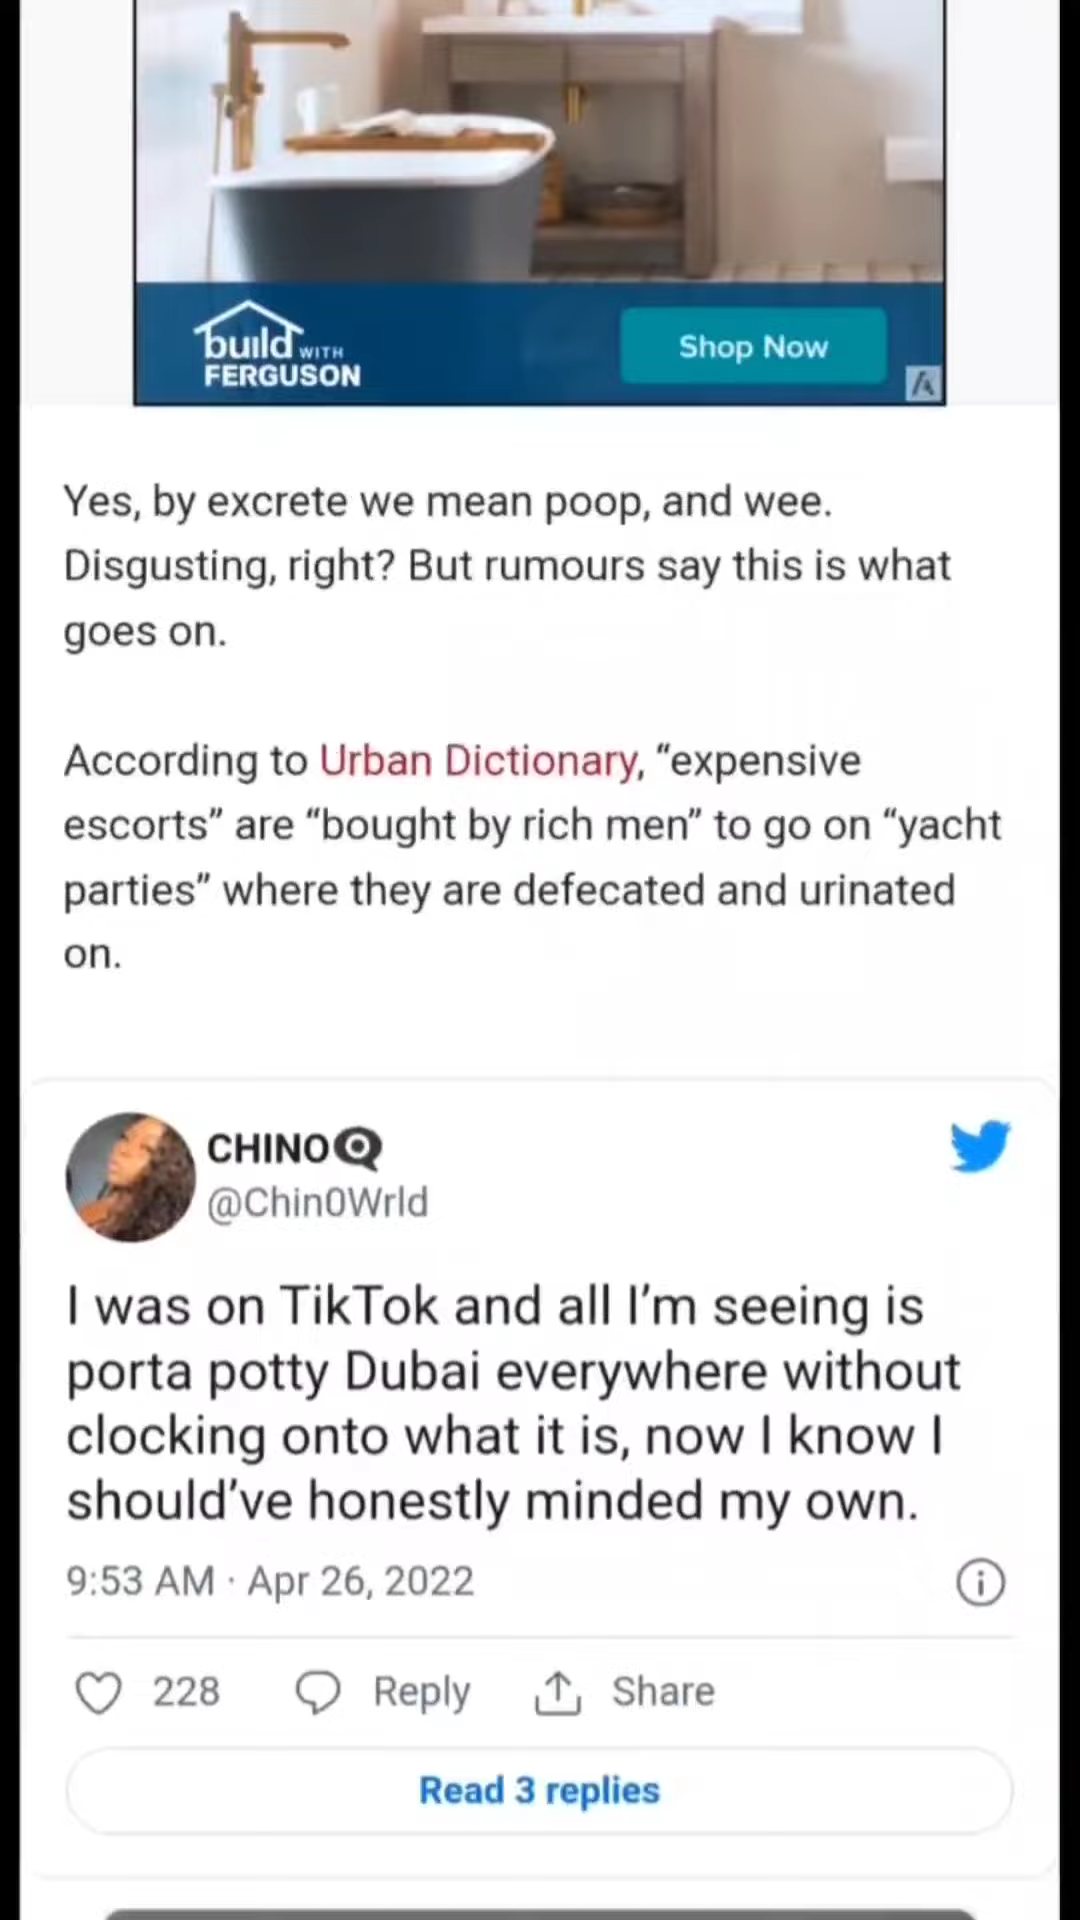 build WITH
FERGUSON
Shop Now
Yes, by excrete we mean poop, and wee.
Disgusting, right? But rumours say this is what
goes on.
According to Urban Dictionary, “expensive
escorts” are “bought by rich men” to go on “yacht
parties” where they are defecated and urinated
on.
CHINO
@Chin0Wrld
I was on TikTok and all I’m seeing is
porta potty Dubai everywhere without
clocking onto what it is, now I know I
should’ve honestly minded my own.
9:53 AM · Apr 26, 2022
228 Reply Share
Read 3 replies